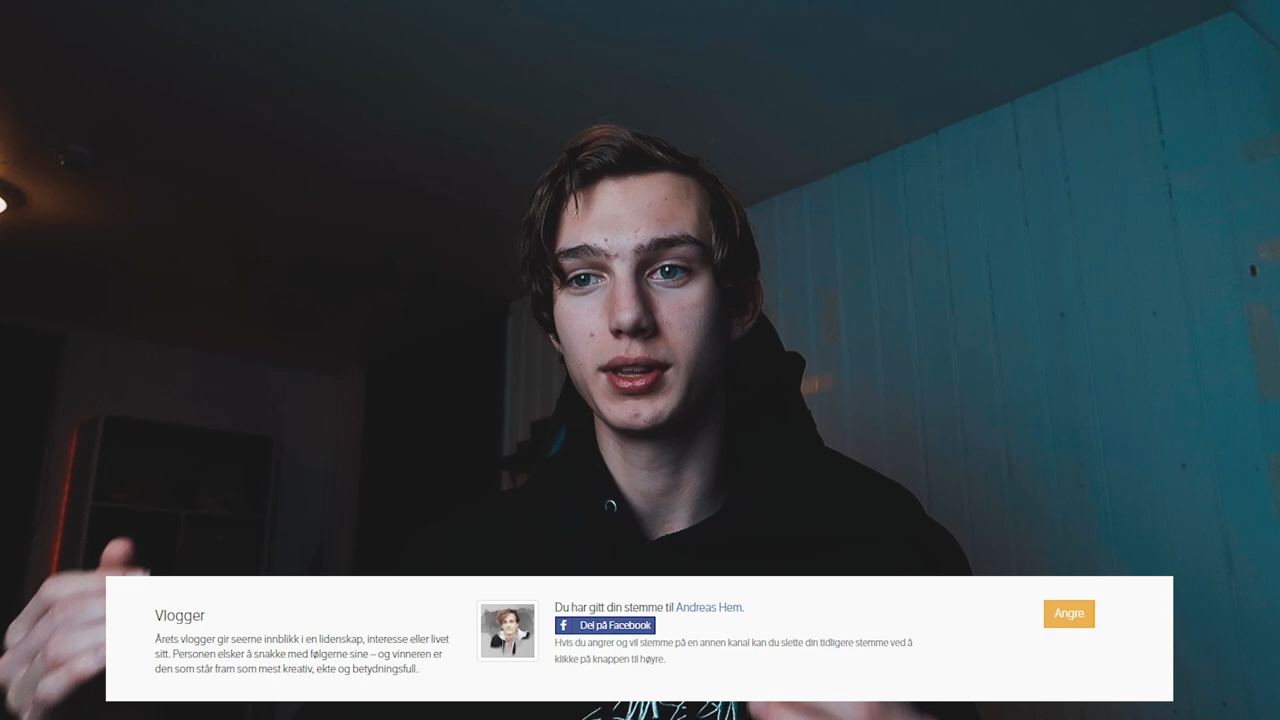 Vlogger
Årets vlogger gir seerne innblikk i en lidenskap, interesse eller livet
sitt. Personen elsker å snakke med følgerne sine – og vinneren er
den som står fram som mest kreativ, ekte og betydningsfull.
Du har gitt din stemme til Andreas Hem.
f Del på Facebook
Hvis du angrer og vil stemme på en annen kanal kan du slette din tidligere stemme ved å
klikke på knappen til høyre.
Angre